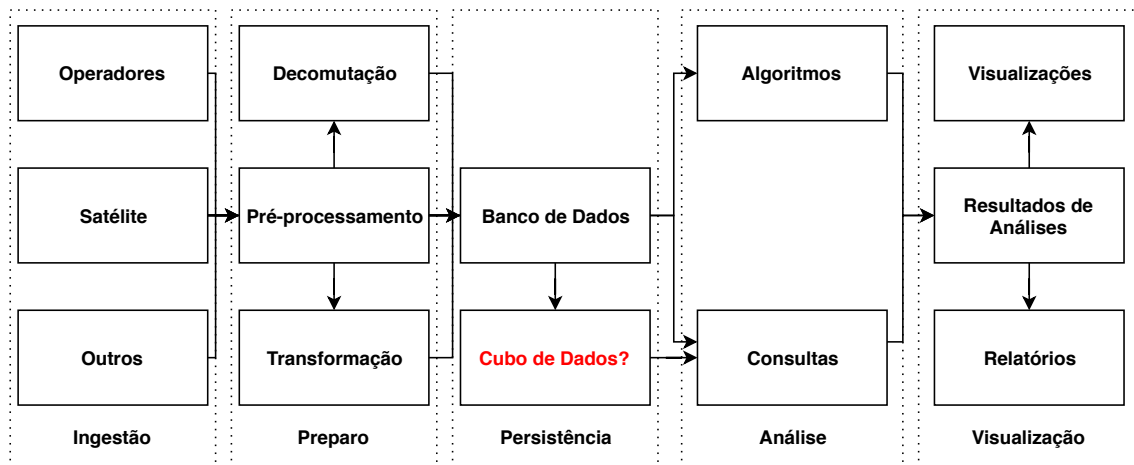 Operadores
Decomutação
Algoritmos
Visualizações
Satélite
Pré-processamento
Banco de Dados
Resultados de
Análises
Outros
Transformação
Cubo de Dados?
Consultas
Relatórios
Ingestão
Preparo
Persistência
Análise
Visualização